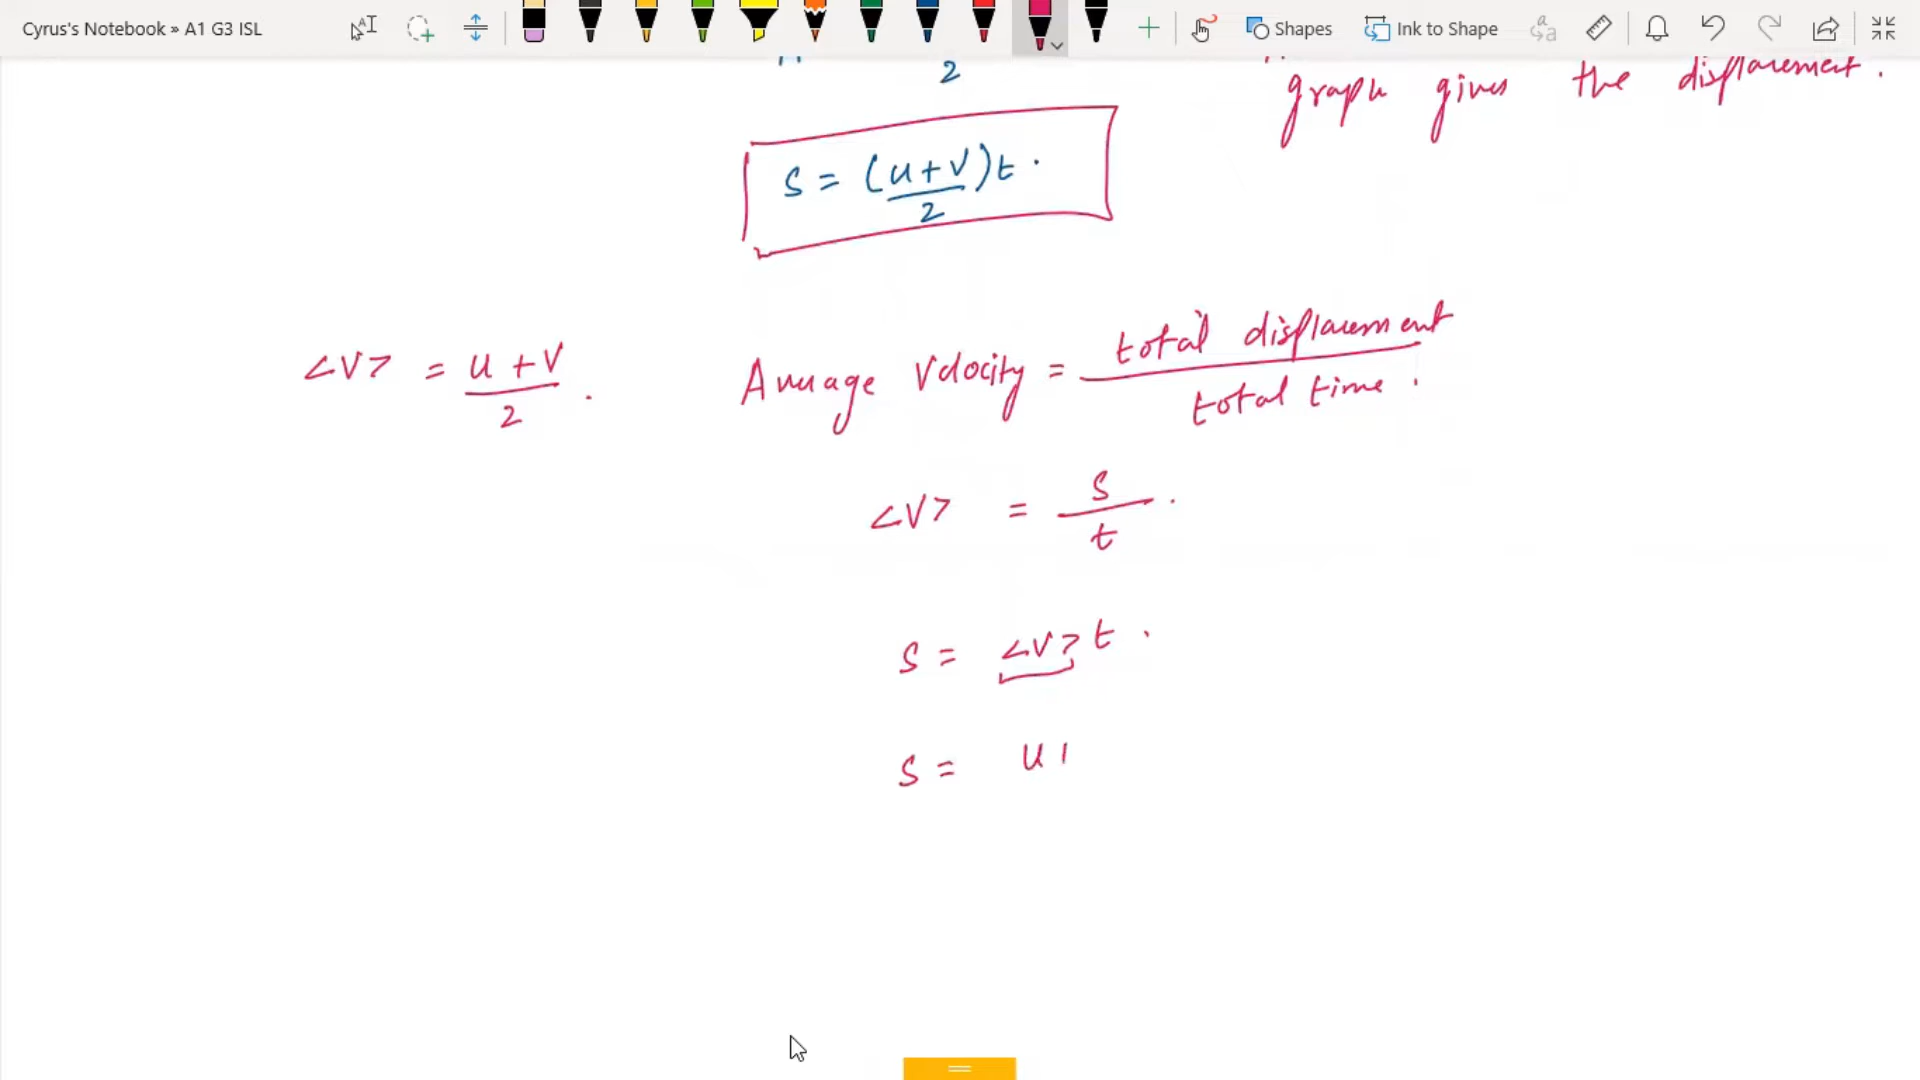 Cyrus's Notebook » A1 G3 ISL
Shapes
Ink to Shape
2
graph gives the displacement.
S = (u+v)t.
2
<V> = u + V
2 .
Average Velocity = total displacement
total time.
<V> = S
t .
S = <V> t .
S = u